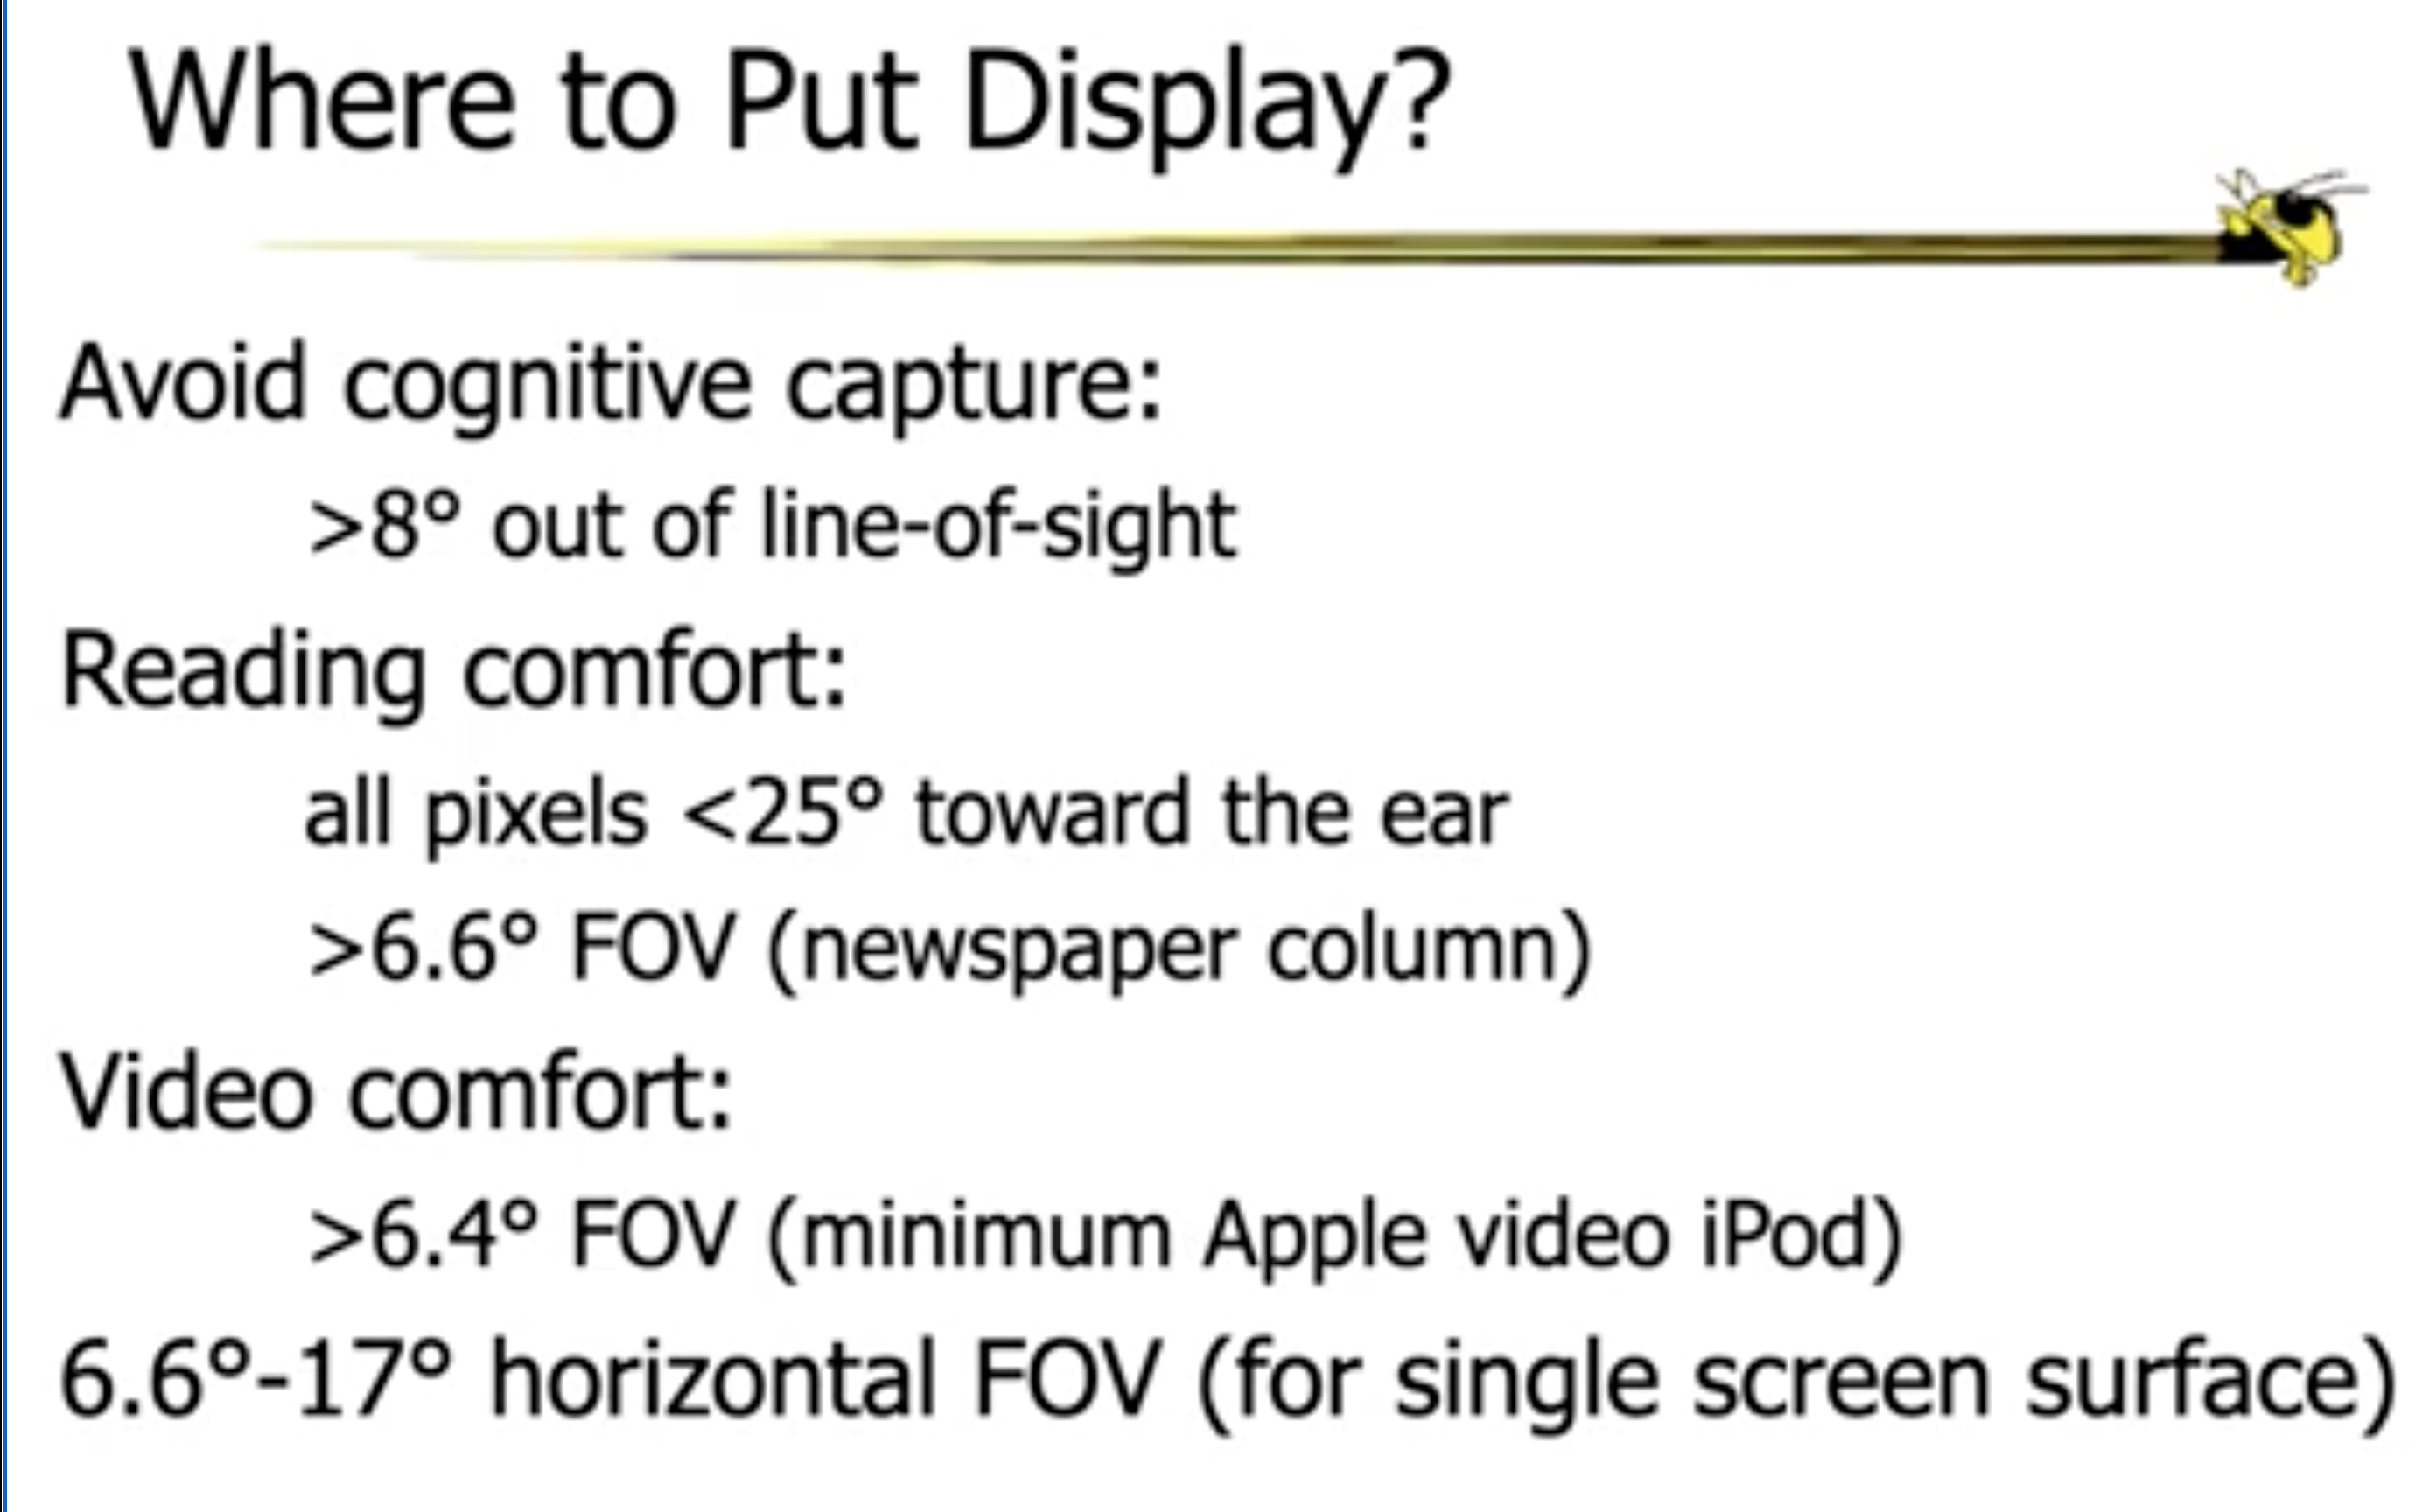 Where to Put Display?
Avoid cognitive capture:
>8° out of line-of-sight
Reading comfort:
all pixels <25° toward the ear
>6.6° FOV (newspaper column)
Video comfort:
>6.4° FOV (minimum Apple video iPod)
6.6°-17° horizontal FOV (for single screen surface)